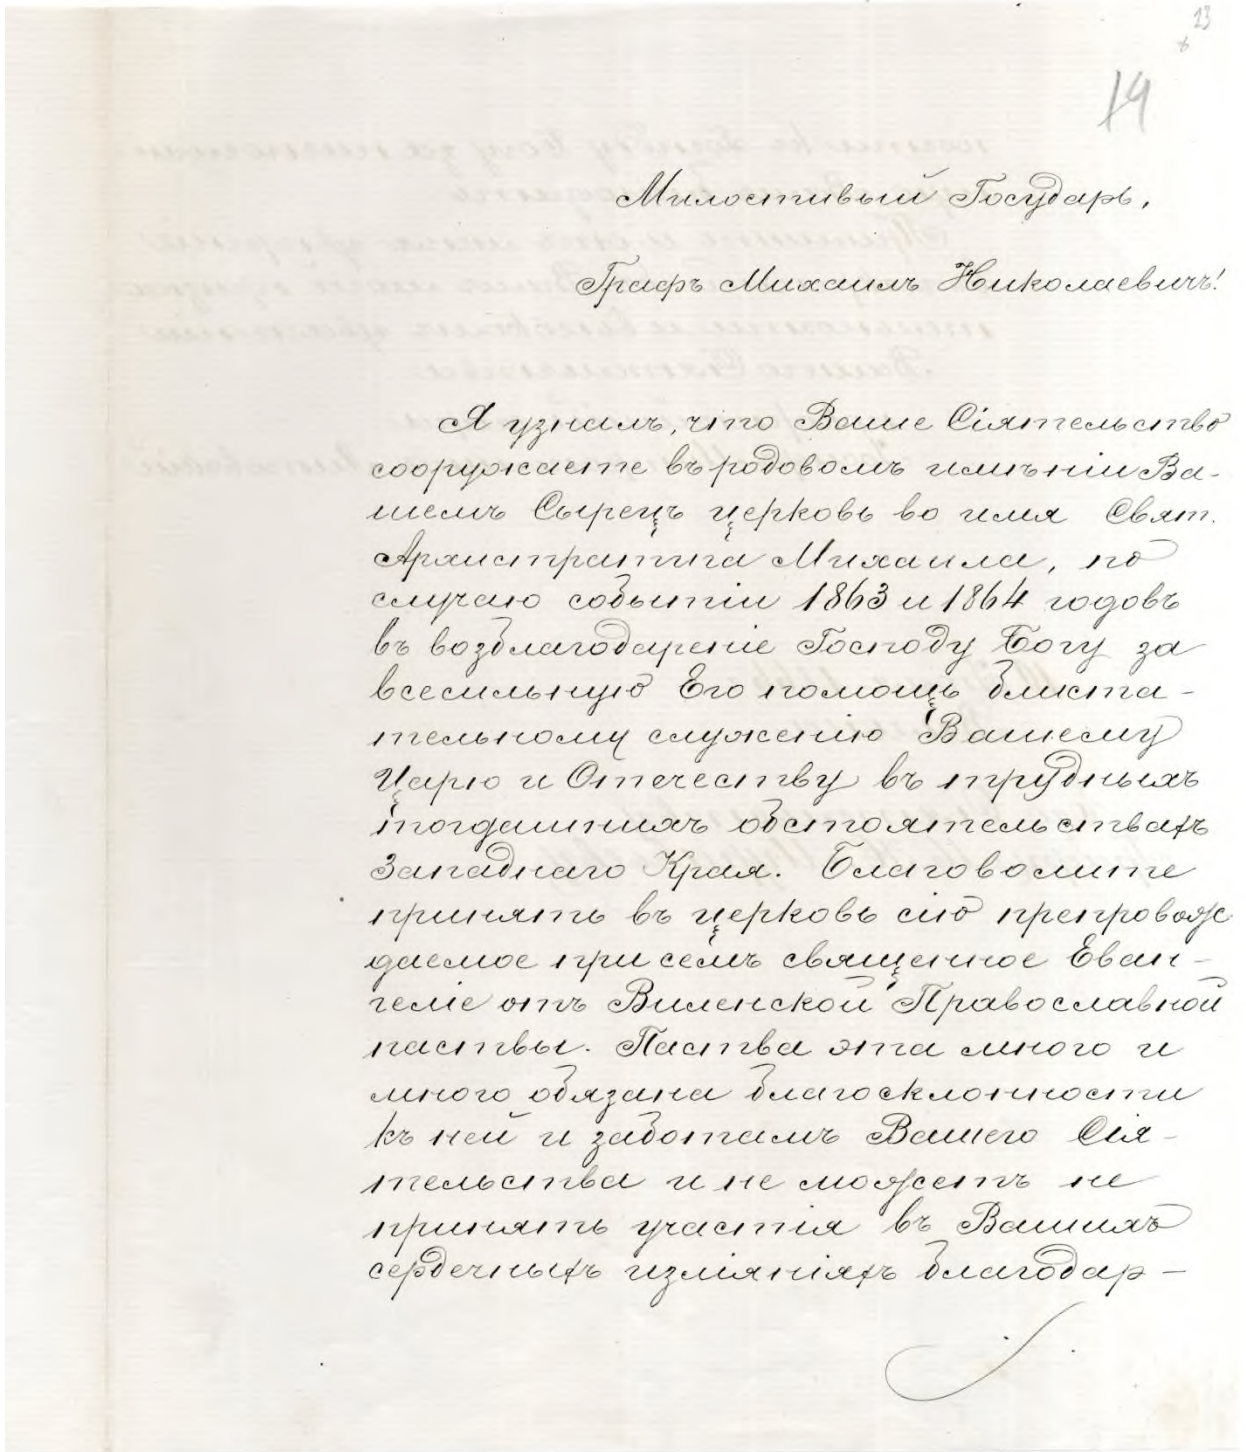 23
19
Милостивый Государь,
Графъ Михаилъ Николаевичъ!
Я узналъ, что Ваше Сіятельство
сооружаете въ родовомъ имѣніи Ва-
шемъ Сырецъ церковь во имя Свят.
Архистратига Михаила, по
случаю событій 1863 и 1864 годовъ
въ возблагодареніе Господу Богу за
всесильную Его помощь блиста-
тельному служенію Вашему
Царю и Отечеству въ трудныхъ
тогдашнихъ обстоятельствахъ
Западнаго Края. Благоволите
принять въ церковь сію препровож
даемое при семъ священное Еван-
геліе отъ Виленской Православной
паствы. Паства эта много и
много обязана благосклонности
къ ней и заботамъ Вашего Сія-
тельства и не можетъ не
принять участія въ Вашихъ
сердечныхъ изліяніяхъ благодар-